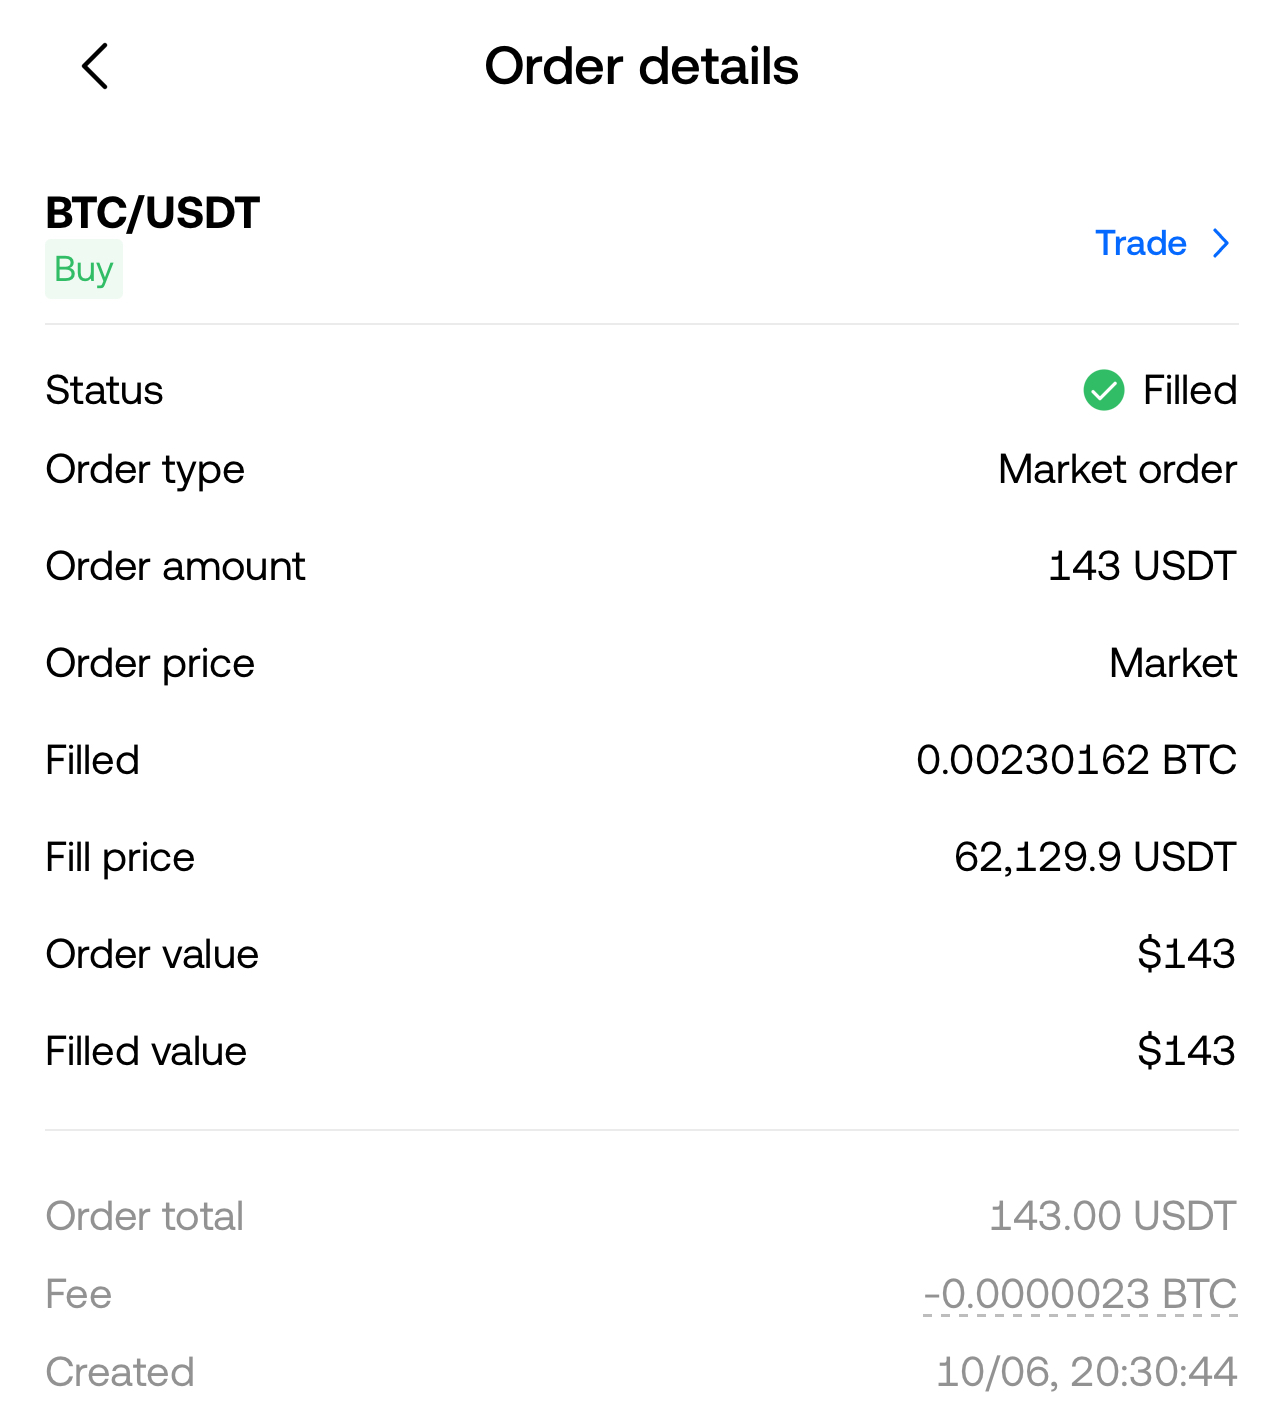 Order details
BTC/USDT
Buy
Trade
Status Filled
Order type Market order
Order amount 143 USDT
Order price Market
Filled 0.00230162 BTC
Fill price 62,129.9 USDT
Order value $143
Filled value $143
Order total 143.00 USDT
Fee -0.0000023 BTC
Created 10/06, 20:30:44